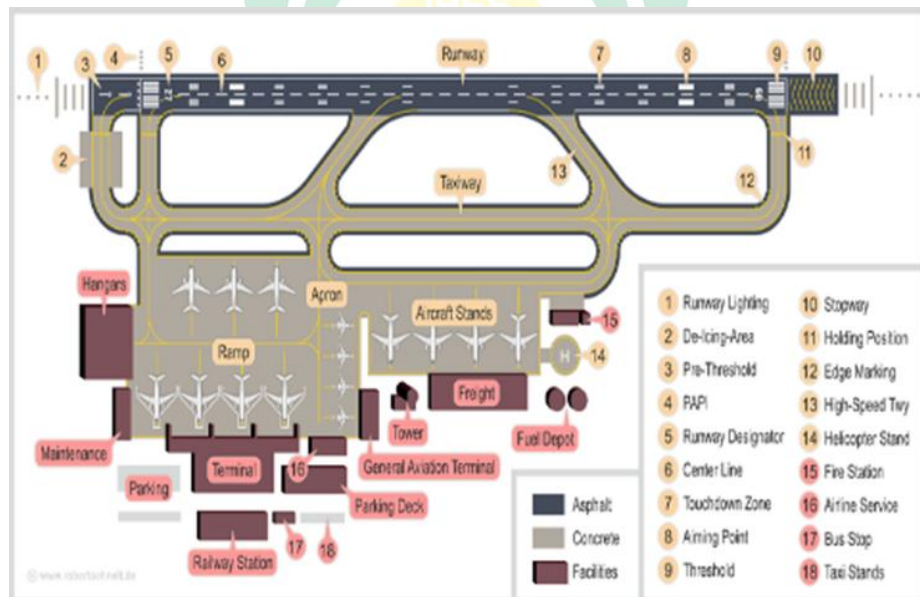 1
2
3
4
5
6
Runway
7
8
9
10
11
12
13
Taxiway
Hangars
Apron
Aircraft Stands
15
14
H
Ramp
Freight
Tower
Fuel Depot
Maintenance
16
General Aviation Terminal
Terminal
Parking
Parking Deck
Railway Station
17
18
Asphalt
Concrete
Facilities
1 Runway Lighting
2 De-Icing-Area
3 Pre-Threshold
4 PAPI
5 Runway Designator
6 Center Line
7 Touchdown Zone
8 Aiming Point
9 Threshold
10 Stopway
11 Holding Position
12 Edge Marking
13 High-Speed Twy
14 Helicopter Stand
15 Fire Station
16 Airline Service
17 Bus Stop
18 Taxi Stands